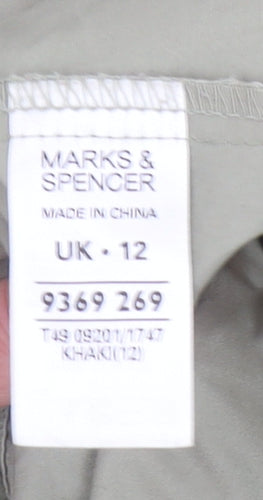 MARKS &
SPENCER
MADE IN CHINA
UK • 12
9369 269
T49 09201/1747
KHAKI(12)